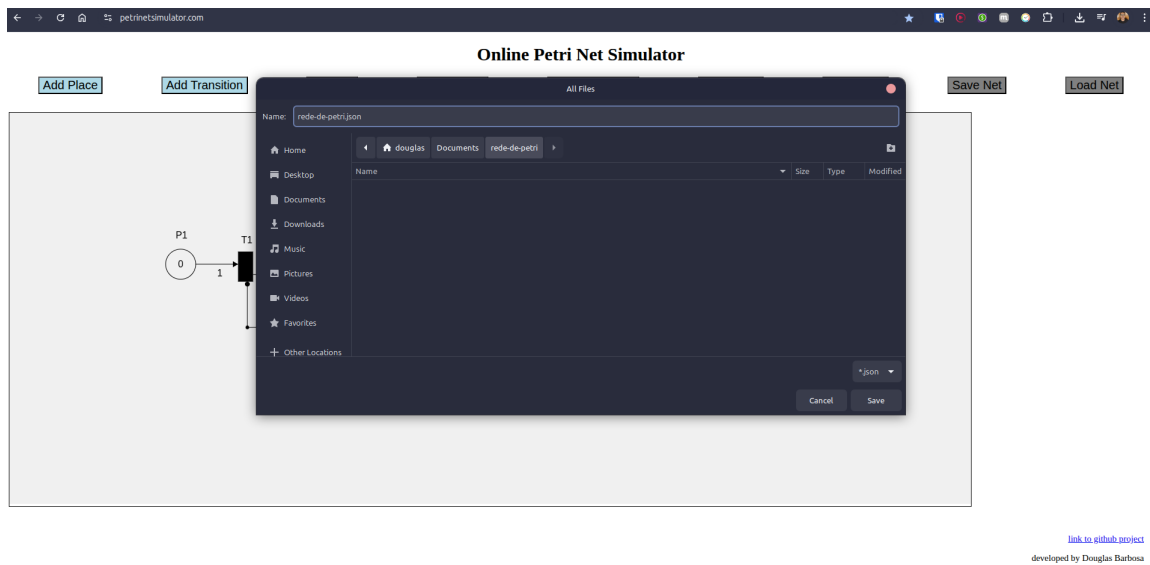 petrinetsimulator.com
Online Petri Net Simulator
Add Place Add Transition Save Net Load Net
All Files
Name: rede-de-petri.json
douglas Documents rede-de-petri
Name Size Type Modified
Home
Desktop
Documents
Downloads
Music
Pictures
Videos
Favorites
Other Locations
*.json
Cancel Save
P1
T1
0
1
link to github project
developed by Douglas Barbosa